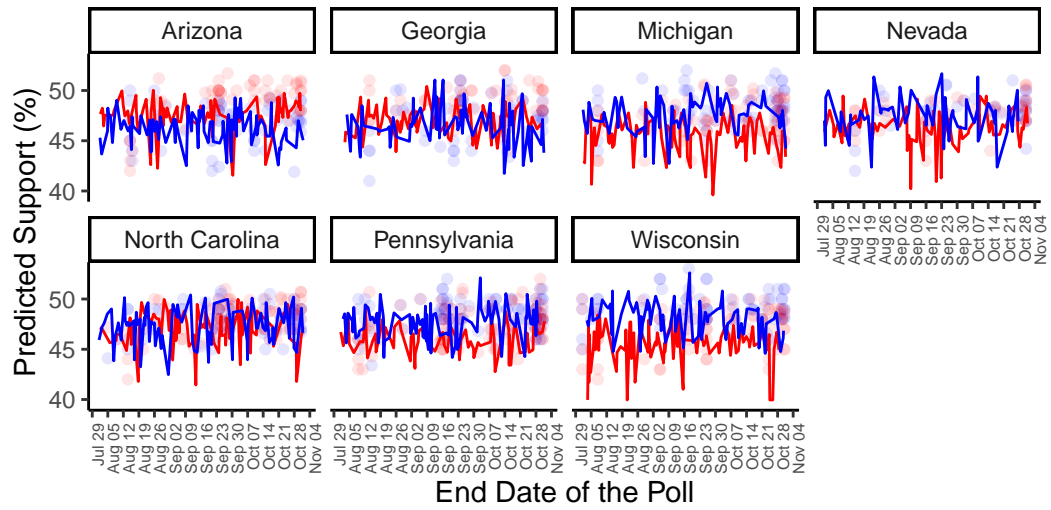 Arizona Georgia Michigan Nevada
50
45
40
Jul 29 Aug 05 Aug 12 Aug 19 Aug 26 Sep 02 Sep 09 Sep 16 Sep 23 Sep 30 Oct 07 Oct 14 Oct 21 Oct 28 Nov 04
North Carolina Pennsylvania Wisconsin
50
45
40
Jul 29 Aug 05 Aug 12 Aug 19 Aug 26 Sep 02 Sep 09 Sep 16 Sep 23 Sep 30 Oct 07 Oct 14 Oct 21 Oct 28 Nov 04
Jul 29 Aug 05 Aug 12 Aug 19 Aug 26 Sep 02 Sep 09 Sep 16 Sep 23 Sep 30 Oct 07 Oct 14 Oct 21 Oct 28 Nov 04
Jul 29 Aug 05 Aug 12 Aug 19 Aug 26 Sep 02 Sep 09 Sep 16 Sep 23 Sep 30 Oct 07 Oct 14 Oct 21 Oct 28 Nov 04
End Date of the Poll
Predicted Support (%)